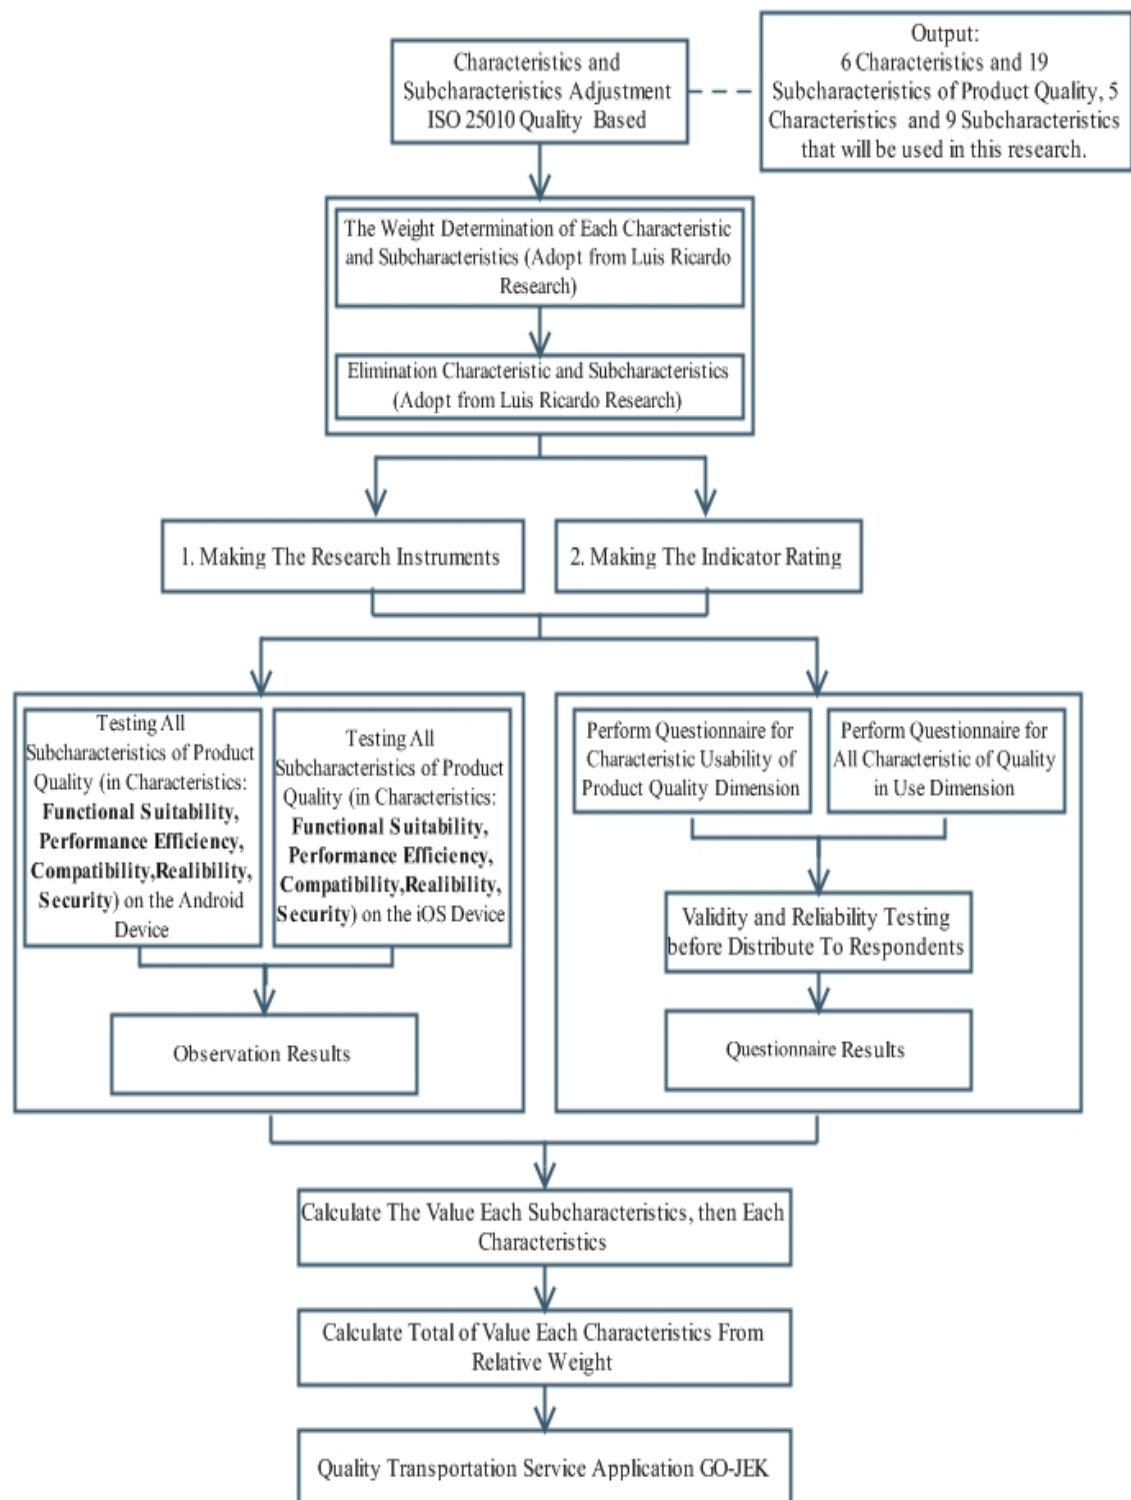 Characteristics and
Subcharacteristics Adjustment
ISO 25010 Quality Based
Output:
6 Characteristics and 19
Subcharacteristics of Product Quality, 5
Characteristics and 9 Subcharacteristics
that will be used in this research.
The Weight Determination of Each Characteristic
and Subcharacteristics (Adopt from Luis Ricardo
Research)
Elimination Characteristic and Subcharacteristics
(Adopt from Luis Ricardo Research)
1. Making The Research Instruments
2. Making The Indicator Rating
Testing All
Subcharacteristics of Product
Quality (in Characteristics:
Functional Suitability,
Performance Efficiency,
Compatibility,Realibility,
Security) on the Android
Device
Testing All
Subcharacteristics of Product
Quality (in Characteristics:
Functional Suitability,
Performance Efficiency,
Compatibility,Realibility,
Security) on the iOS Device
Observation Results
Perform Questionnaire for
Characteristic Usability of
Product Quality Dimension
Perform Questionnaire for
All Characteristic of Quality
in Use Dimension
Validity and Reliability Testing
before Distribute To Respondents
Questionnaire Results
Calculate The Value Each Subcharacteristics, then Each
Characteristics
Calculate Total of Value Each Characteristics From
Relative Weight
Quality Transportation Service Application GO-JEK